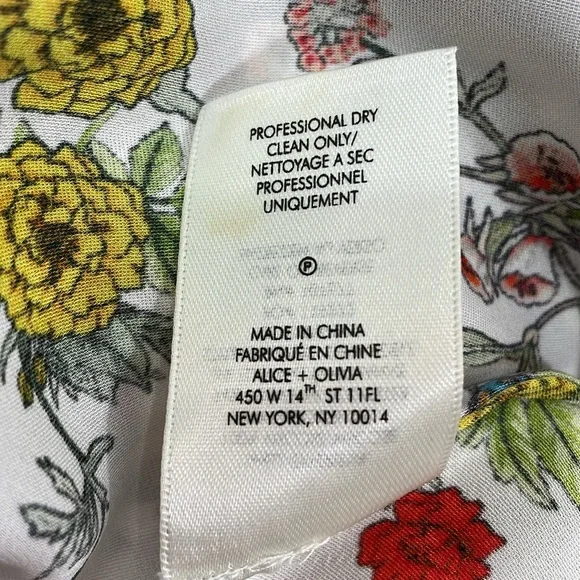 PROFESSIONAL DRY
CLEAN ONLY/
NETTOYAGE A SEC
PROFESSIONNEL
UNIQUEMENT
P
MADE IN CHINA
FABRIQUÉ EN CHINE
ALICE + OLIVIA
450 W 14TH ST 11FL
NEW YORK, NY 10014